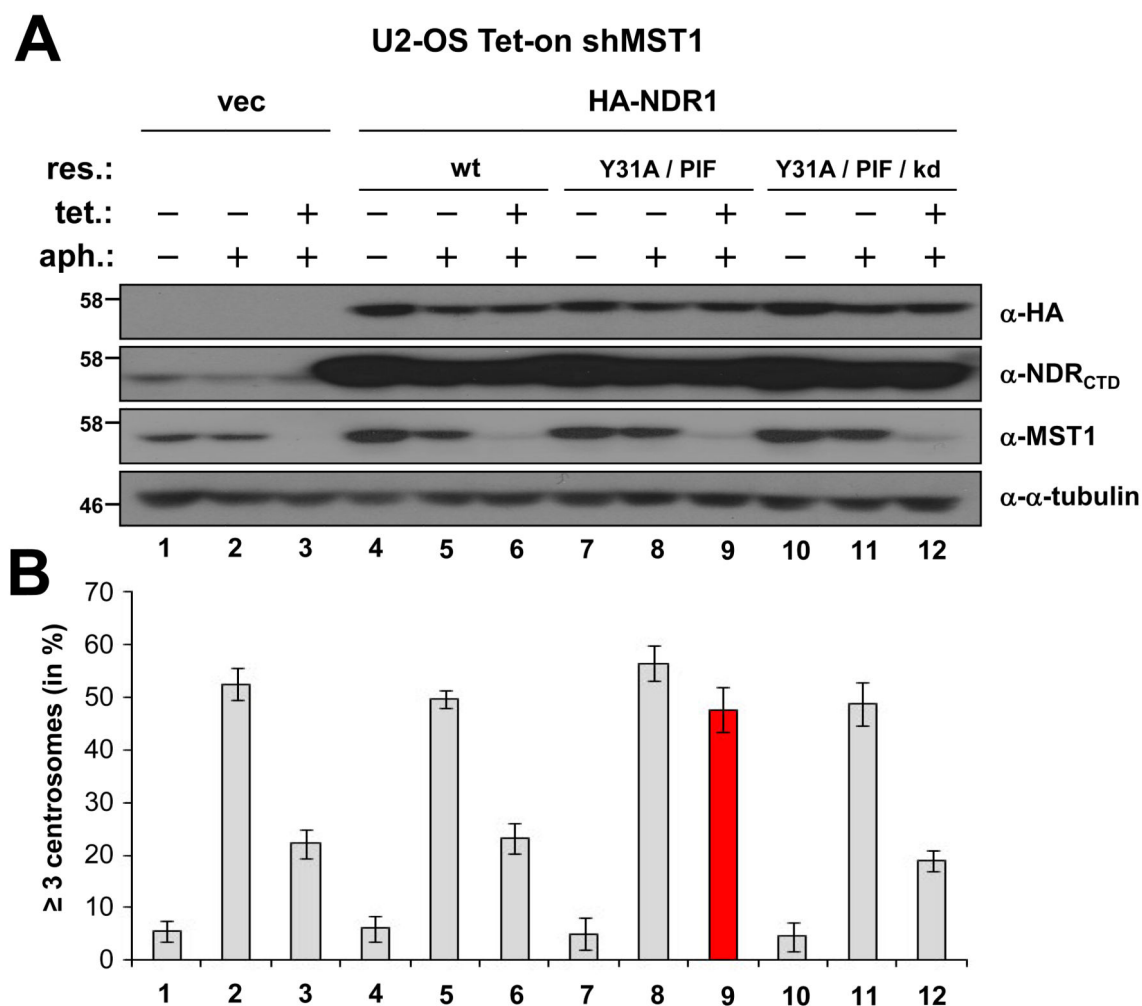 A
U2-OS Tet-on shMST1
vec HA-NDR1
res.: wt Y31A / PIF Y31A / PIF / kd
tet.: − − + − − + − − + − − +
aph.: − + + − + + − + + − + +
58 α-HA
58 α-NDRCTD
58 α-MST1
46 α-α-tubulin
1 2 3 4 5 6 7 8 9 10 11 12
B
≥ 3 centrosomes (in %)
70
60
50
40
30
20
10
0
1 2 3 4 5 6 7 8 9 10 11 12